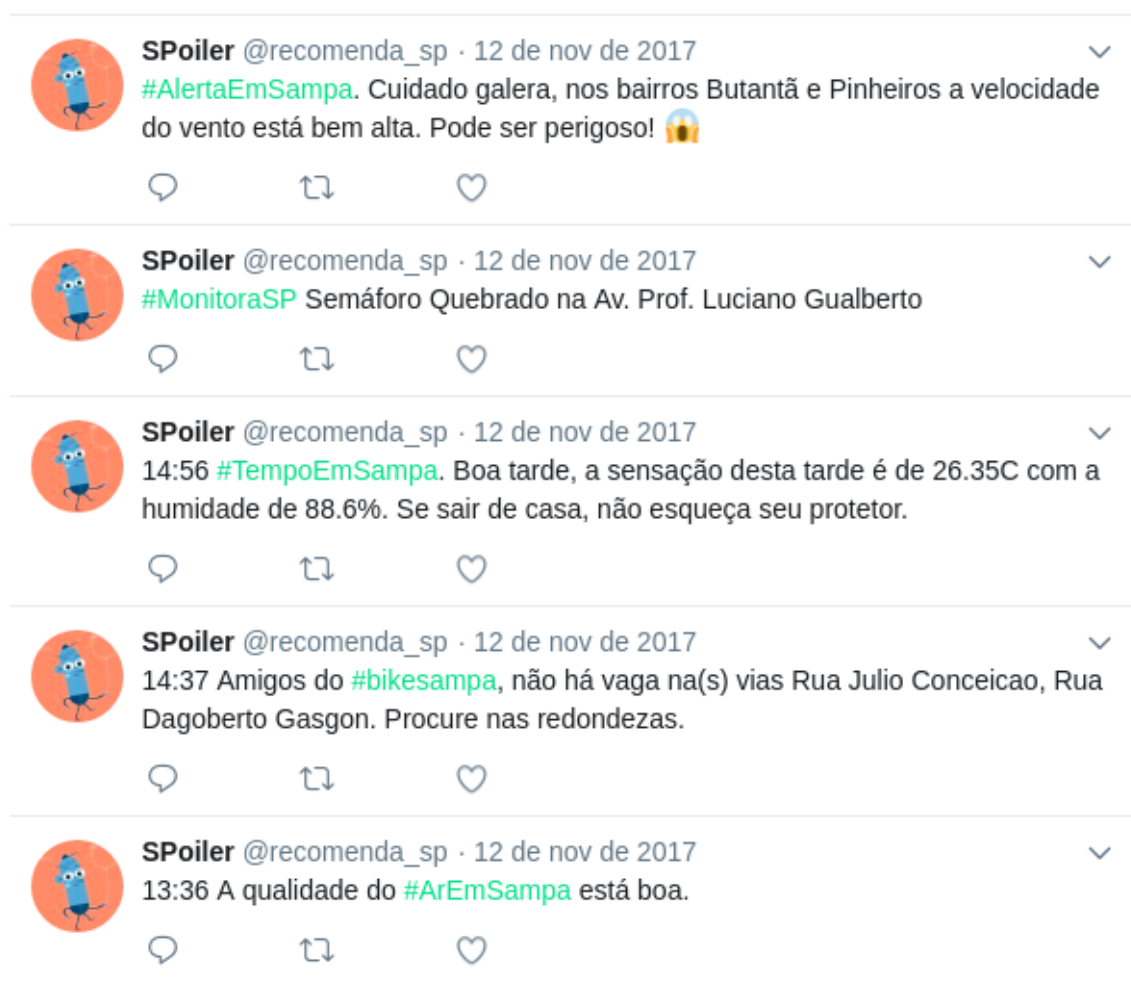 SPoiler @recomenda_sp · 12 de nov de 2017
#AlertaEmSampa. Cuidado galera, nos bairros Butantã e Pinheiros a velocidade
do vento está bem alta. Pode ser perigoso! 😱
SPoiler @recomenda_sp · 12 de nov de 2017
#MonitoraSP Semáforo Quebrado na Av. Prof. Luciano Gualberto
SPoiler @recomenda_sp · 12 de nov de 2017
14:56 #TempoEmSampa. Boa tarde, a sensação desta tarde é de 26.35C com a
humidade de 88.6%. Se sair de casa, não esqueça seu protetor.
SPoiler @recomenda_sp · 12 de nov de 2017
14:37 Amigos do #bikesampa, não há vaga na(s) vias Rua Julio Conceicao, Rua
Dagoberto Gasgon. Procure nas redondezas.
SPoiler @recomenda_sp · 12 de nov de 2017
13:36 A qualidade do #ArEmSampa está boa.